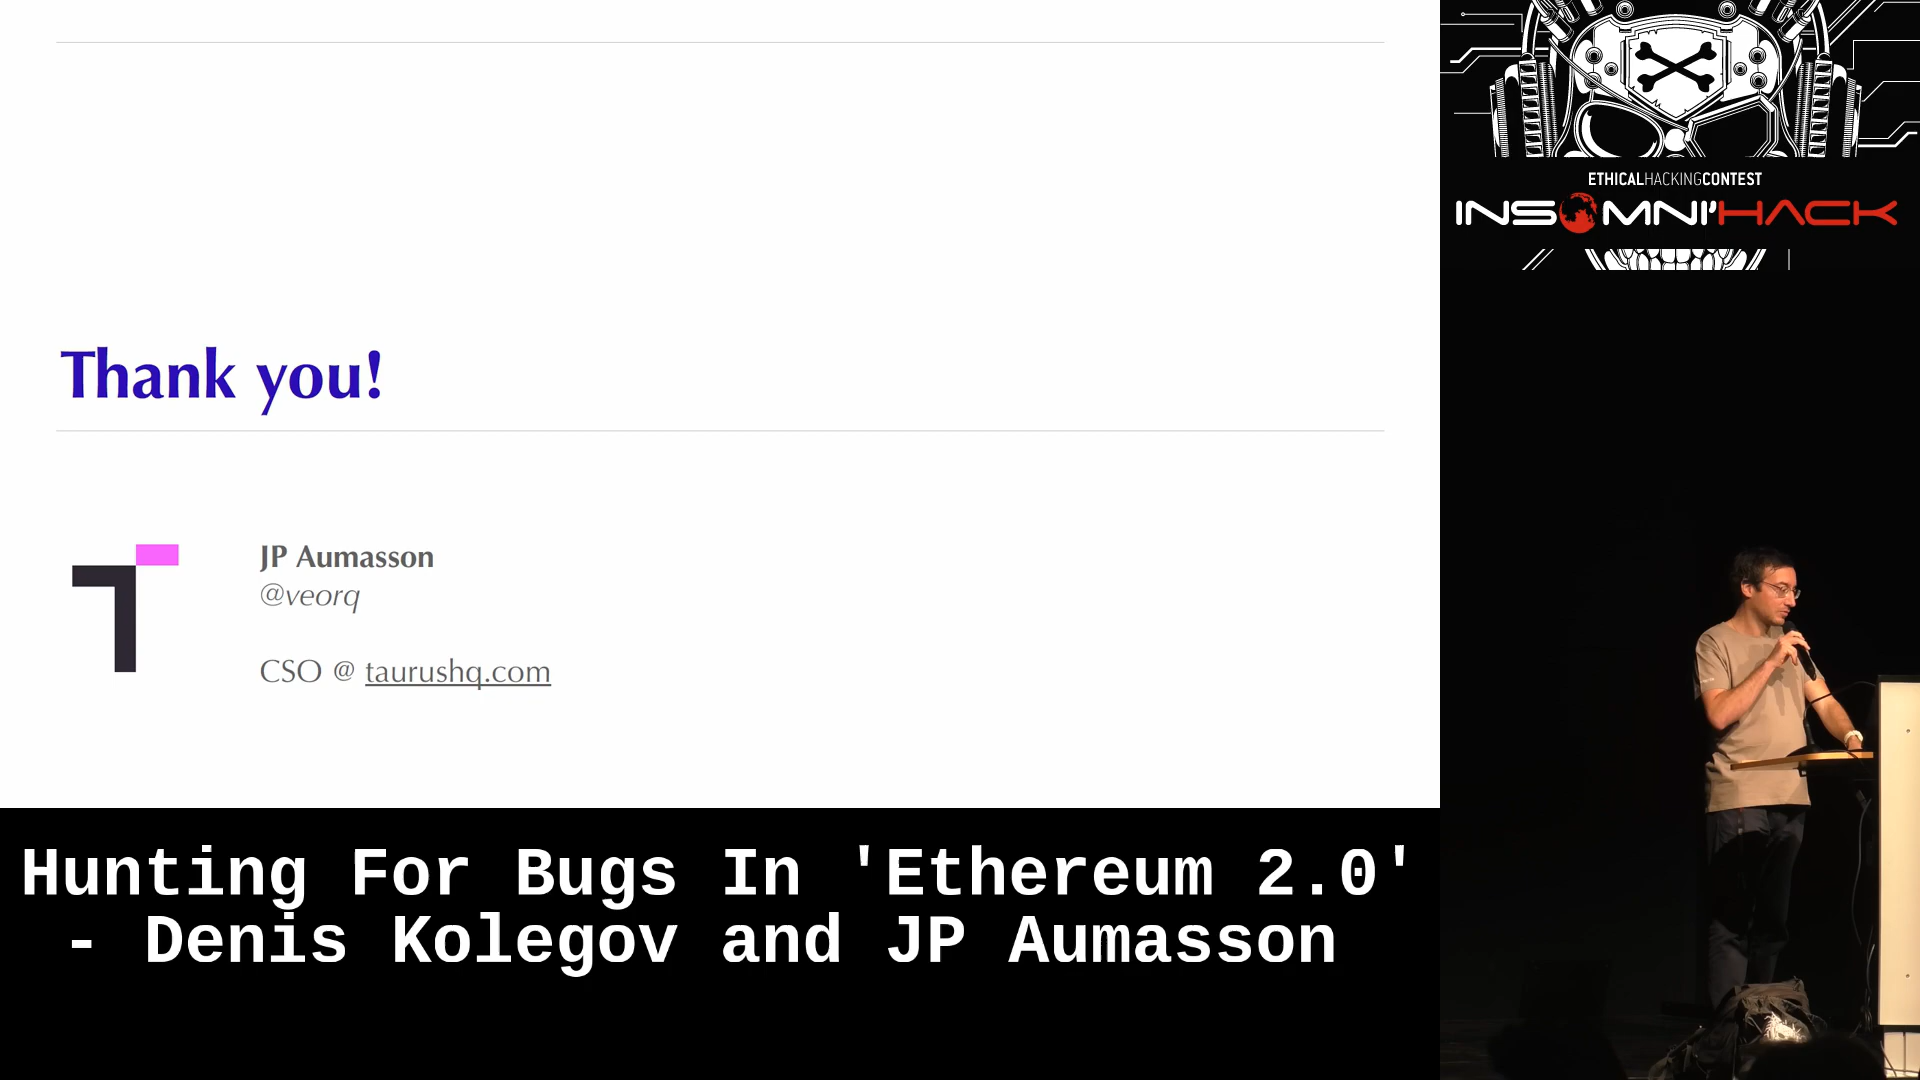 Thank you!
JP Aumasson
@veorq
CSO @ taurushq.com
ETHICALHACKINGCONTEST
INSOMNI'HACK
Hunting For Bugs In 'Ethereum 2.0'
- Denis Kolegov and JP Aumasson